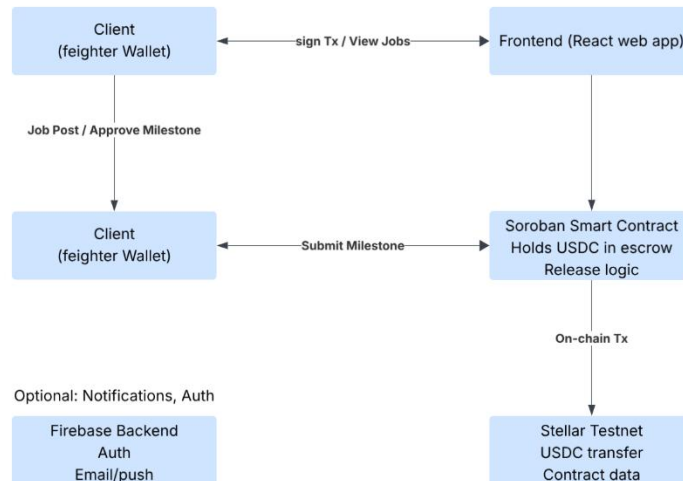 Client
(feighter Wallet)
sign Tx / View Jobs
Frontend (React web app)
Job Post / Approve Milestone
Client
(feighter Wallet)
Submit Milestone
Soroban Smart Contract
Holds USDC in escrow
Release logic
On-chain Tx
Optional: Notifications, Auth
Firebase Backend
Auth
Email/push
Stellar Testnet
USDC transfer
Contract data